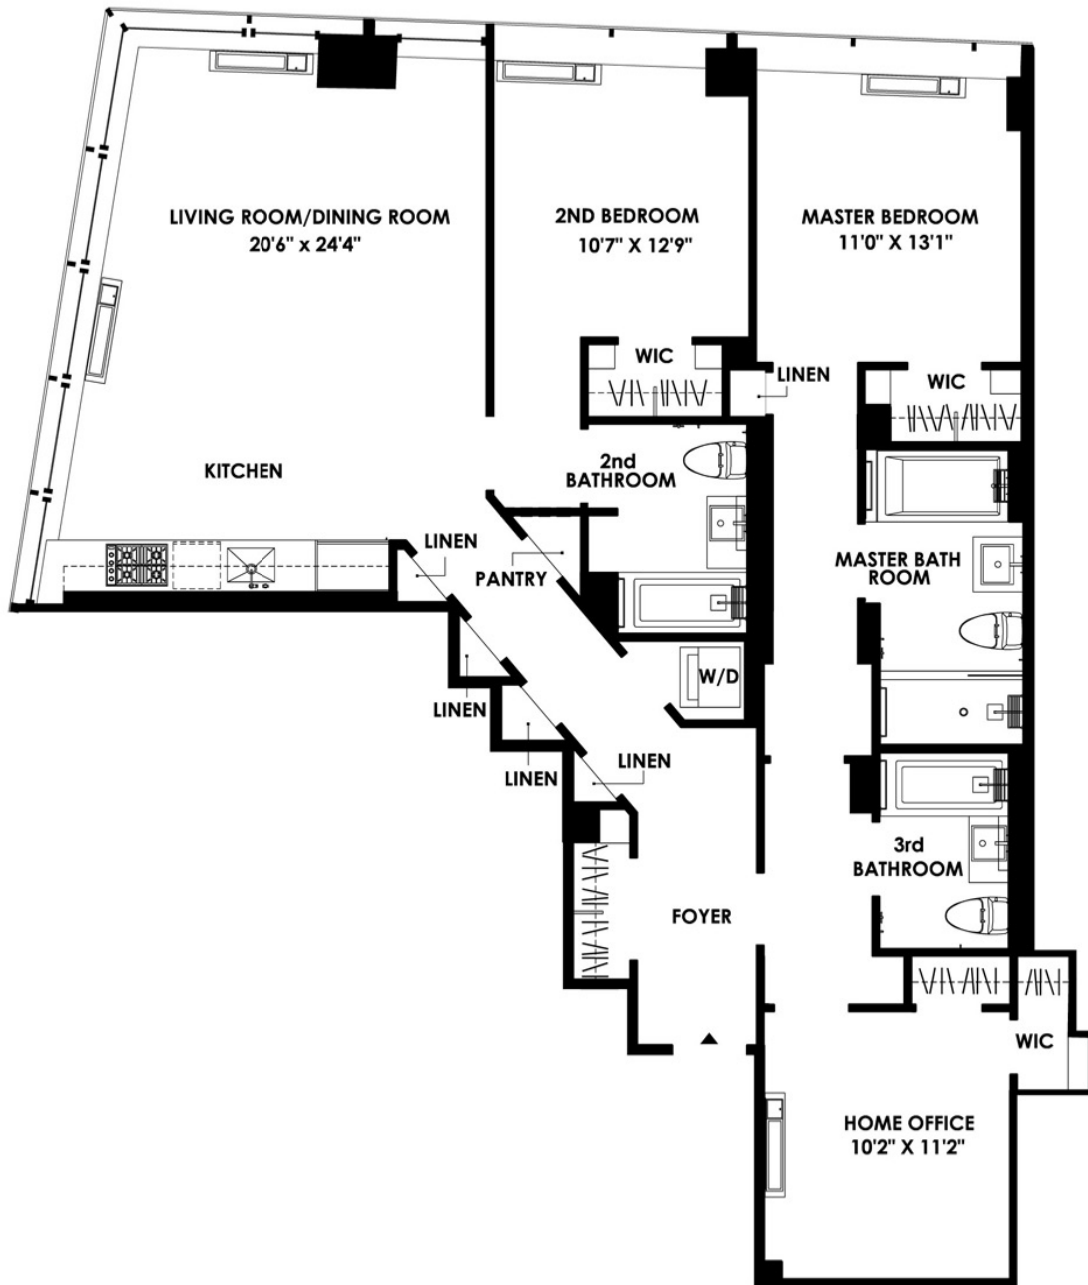 LIVING ROOM/DINING ROOM
20'6" x 24'4"
2ND BEDROOM
10'7" X 12'9"
MASTER BEDROOM
11'0" X 13'1"
WIC
LINEN
WIC
KITCHEN
2nd
BATHROOM
LINEN
PANTRY
MASTER BATH
ROOM
W/D
LINEN
LINEN
LINEN
3rd
BATHROOM
FOYER
WIC
HOME OFFICE
10'2" X 11'2"